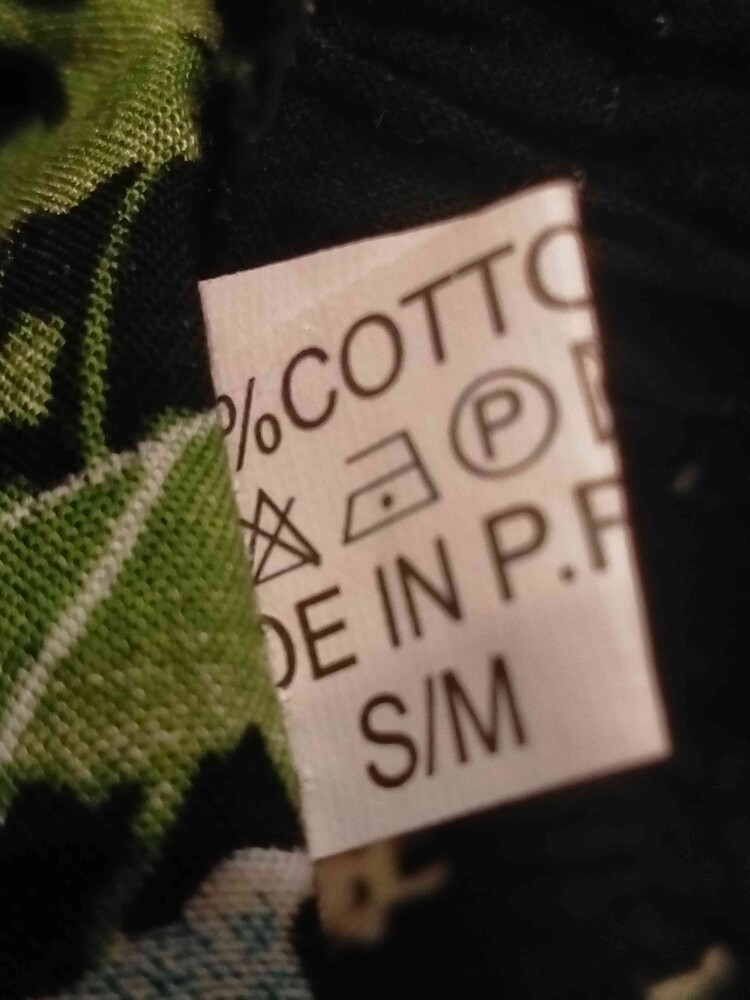 %COTTO
P
DE IN P.R
S/M